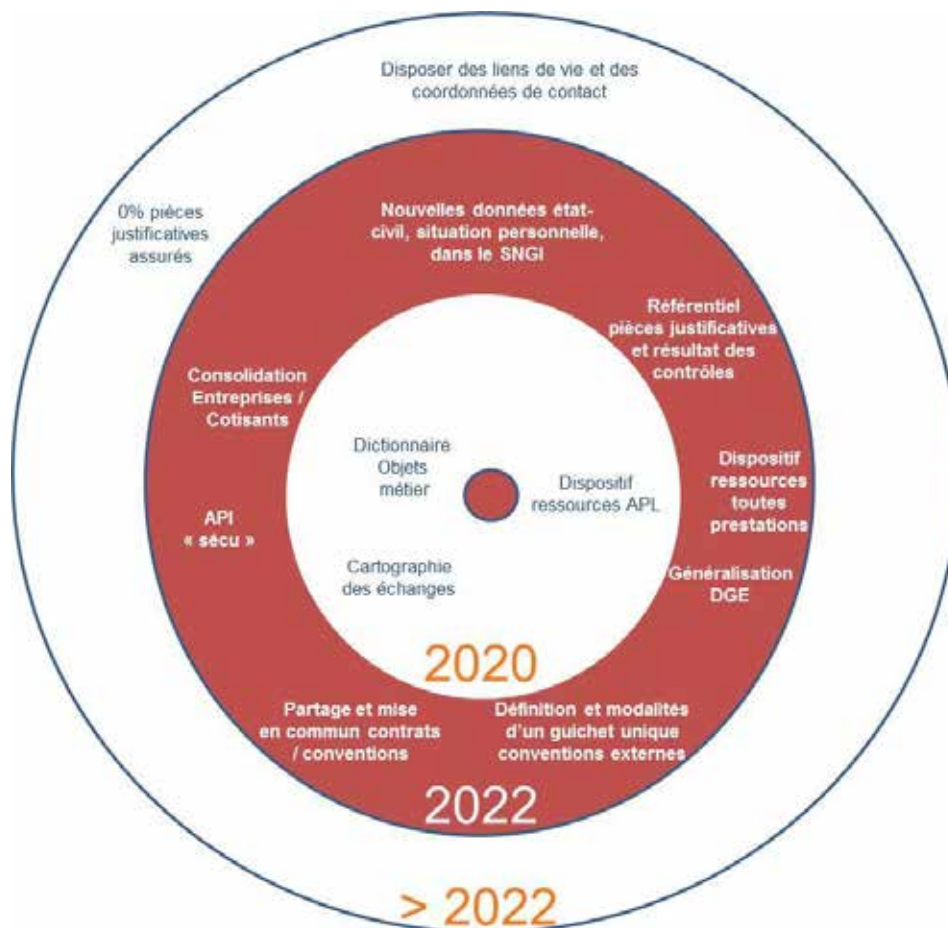 Disposer des liens de vie et des
coordonnées de contact
0% pièces
justificatives
assurés
Nouvelles données état-
civil, situation personnelle,
dans le SNGI
Référentiel
pièces justificatives
et résultat des
contrôles
Consolidation
Entreprises /
Cotisants
Dispositif
ressources
toutes
prestations
API
« sécu »
Généralisation
DGE
Dictionnaire
Objets
métier
Dispositif
ressources APL
Cartographie
des échanges
2020
Partage et mise
en commun contrats
/ conventions
Définition et modalités
d'un guichet unique
conventions externes
2022
> 2022